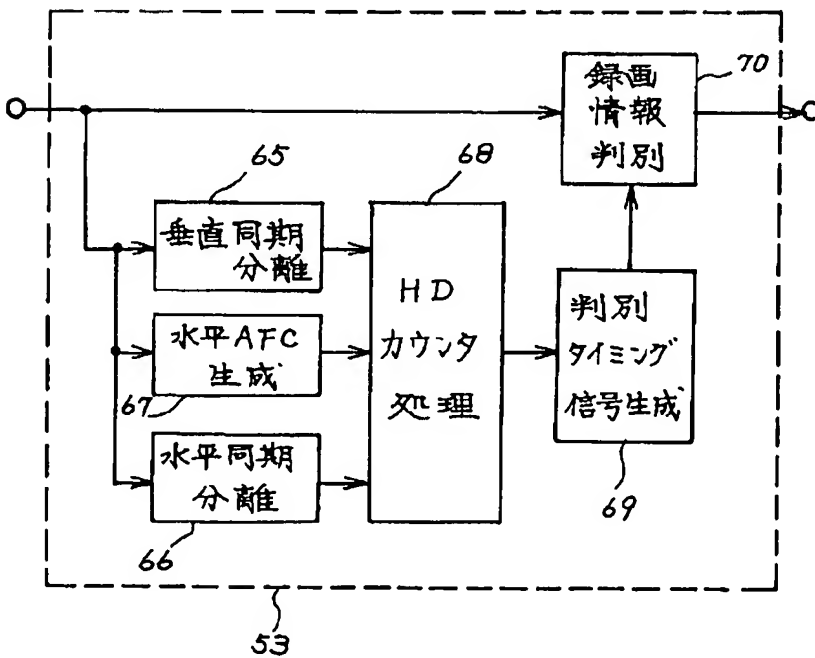 録画
情報
判別
70
65
垂直同期
分離
68
HD
カウンタ
処理
水平AFC
生成
67
判別
タイミング
信号生成
69
水平同期
分離
66
53